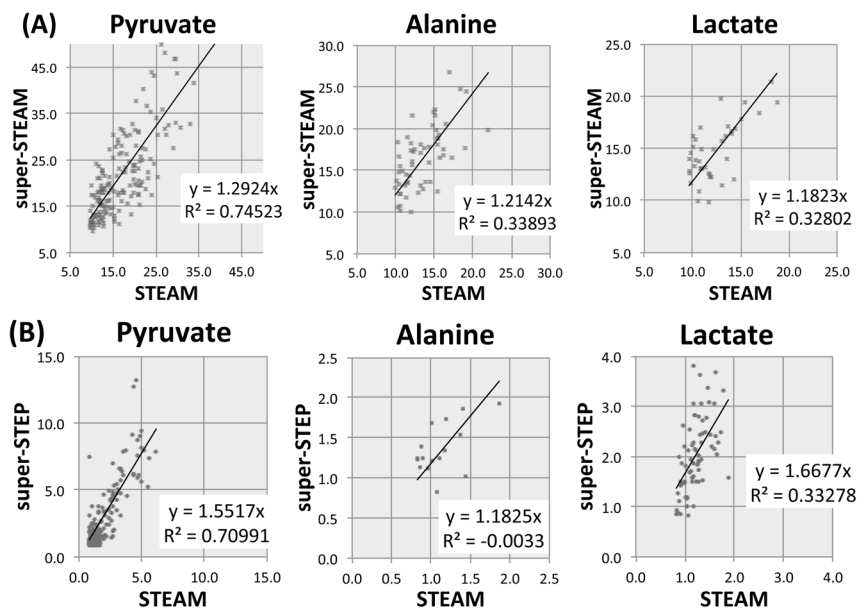 (A)
Pyruvate
Alanine
Lactate
super-STEAM
45.0
35.0
25.0
15.0
5.0
y = 1.2924x
R² = 0.74523
5.0 15.0 25.0 35.0 45.0
STEAM
super-STEAM
30.0
25.0
20.0
15.0
10.0
5.0
y = 1.2142x
R² = 0.33893
5.0 10.0 15.0 20.0 25.0 30.0
STEAM
super-STEAM
25.0
20.0
15.0
10.0
5.0
y = 1.1823x
R² = 0.32802
5.0 10.0 15.0 20.0 25.0
STEAM
(B)
Pyruvate
Alanine
Lactate
super-STEP
15.0
10.0
5.0
0.0
y = 1.5517x
R² = 0.70991
0.0 5.0 10.0 15.0
STEAM
super-STEP
2.5
2.0
1.5
1.0
0.5
0.0
y = 1.1825x
R² = -0.0033
0.0 0.5 1.0 1.5 2.0 2.5
STEAM
super-STEP
4.0
3.0
2.0
1.0
0.0
y = 1.6677x
R² = 0.33278
0.0 1.0 2.0 3.0 4.0
STEAM